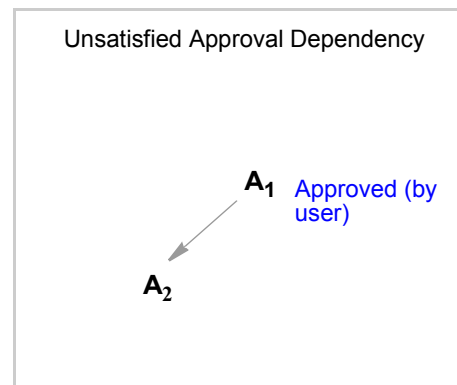 Unsatisfied Approval Dependency
A₁ Approved (by
user)
A₂